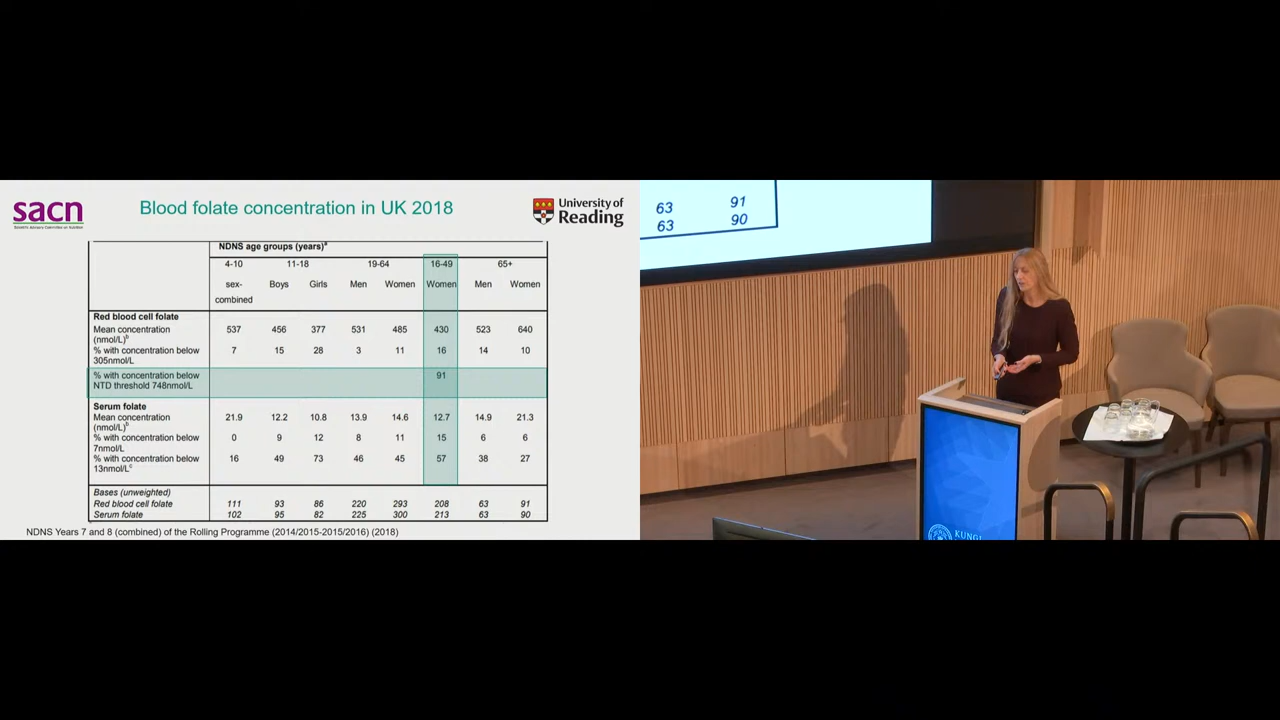 sacn
Scientific Advisory Committee on Nutrition
Blood folate concentration in UK 2018
University of
Reading
NDNS age groups (years)a
4-10 11-18 19-64 16-49 65+
sex-combined Boys Girls Men Women Women Men Women
Red blood cell folate
Mean concentration (nmol/L)b 537 456 377 531 485 430 523 640
% with concentration below 305nmol/L 7 15 28 3 11 16 14 10
% with concentration below NTD threshold 748nmol/L 91
Serum folate
Mean concentration (nmol/L)b 21.9 12.2 10.8 13.9 14.6 12.7 14.9 21.3
% with concentration below 7nmol/L 0 9 12 8 11 15 6 6
% with concentration below 13nmol/Lc 16 49 73 46 45 57 38 27
Bases (unweighted)
Red blood cell folate 111 93 86 220 293 208 63 91
Serum folate 102 95 82 225 300 213 63 90
NDNS Years 7 and 8 (combined) of the Rolling Programme (2014/2015-2015/2016) (2018)
63 91
63 90
KUNGL